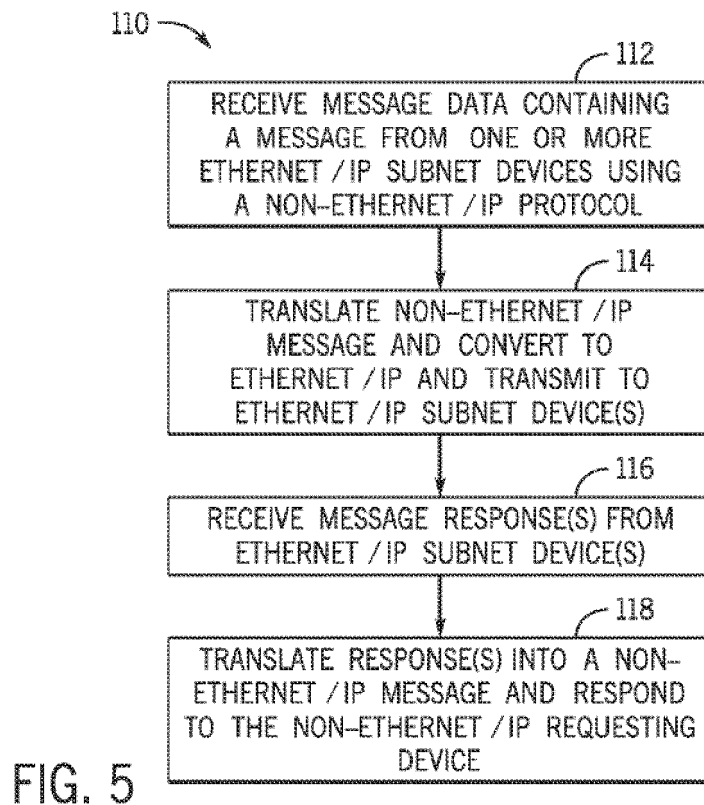 110
112
RECEIVE MESSAGE DATA CONTAINING
A MESSAGE FROM ONE OR MORE
ETHERNET / IP SUBNET DEVICES USING
A NON-ETHERNET / IP PROTOCOL
114
TRANSLATE NON-ETHERNET / IP
MESSAGE AND CONVERT TO
ETHERNET / IP AND TRANSMIT TO
ETHERNET / IP SUBNET DEVICE(S)
116
RECEIVE MESSAGE RESPONSE(S) FROM
ETHERNET / IP SUBNET DEVICE(S)
118
TRANSLATE RESPONSE(S) INTO A NON-
ETHERNET / IP MESSAGE AND RESPOND
TO THE NON-ETHERNET / IP REQUESTING
DEVICE
FIG. 5